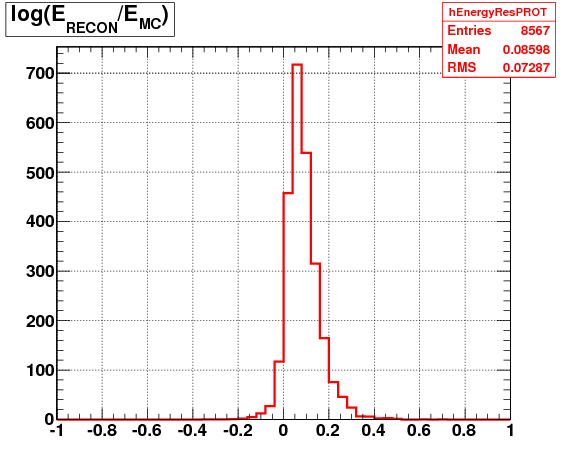 log(E_RECON/E_MC)
hEnergyResPROT
Entries 8567
Mean 0.08598
RMS 0.07287
700
600
500
400
300
200
100
0
-1 -0.8 -0.6 -0.4 -0.2 0 0.2 0.4 0.6 0.8 1